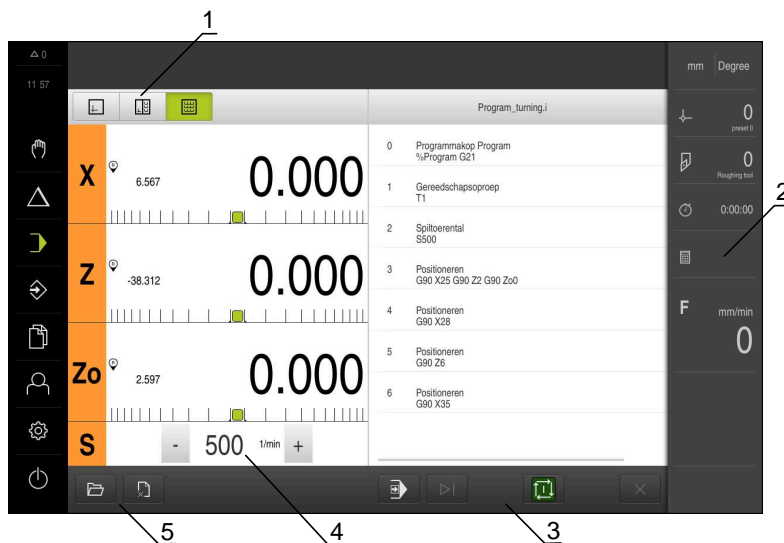 1
△ 0
11 57
mm Degree
Program_turning.i
0 Programmakop Program
%Program G21
1 Gereedschapsoproep
T1
2 Spiltoerental
S500
3 Positioneren
G90 X25 G90 Z2 G90 Zo0
4 Positioneren
G90 X28
5 Positioneren
G90 Z6
6 Positioneren
G90 X35
X R 6.567 0.000
Z R -38.312 0.000
Zo R 2.597 0.000
S - 500 1/min +
0
preset 0
0
Roughing tool
0:00:00
2
F mm/min
0
5
4
3